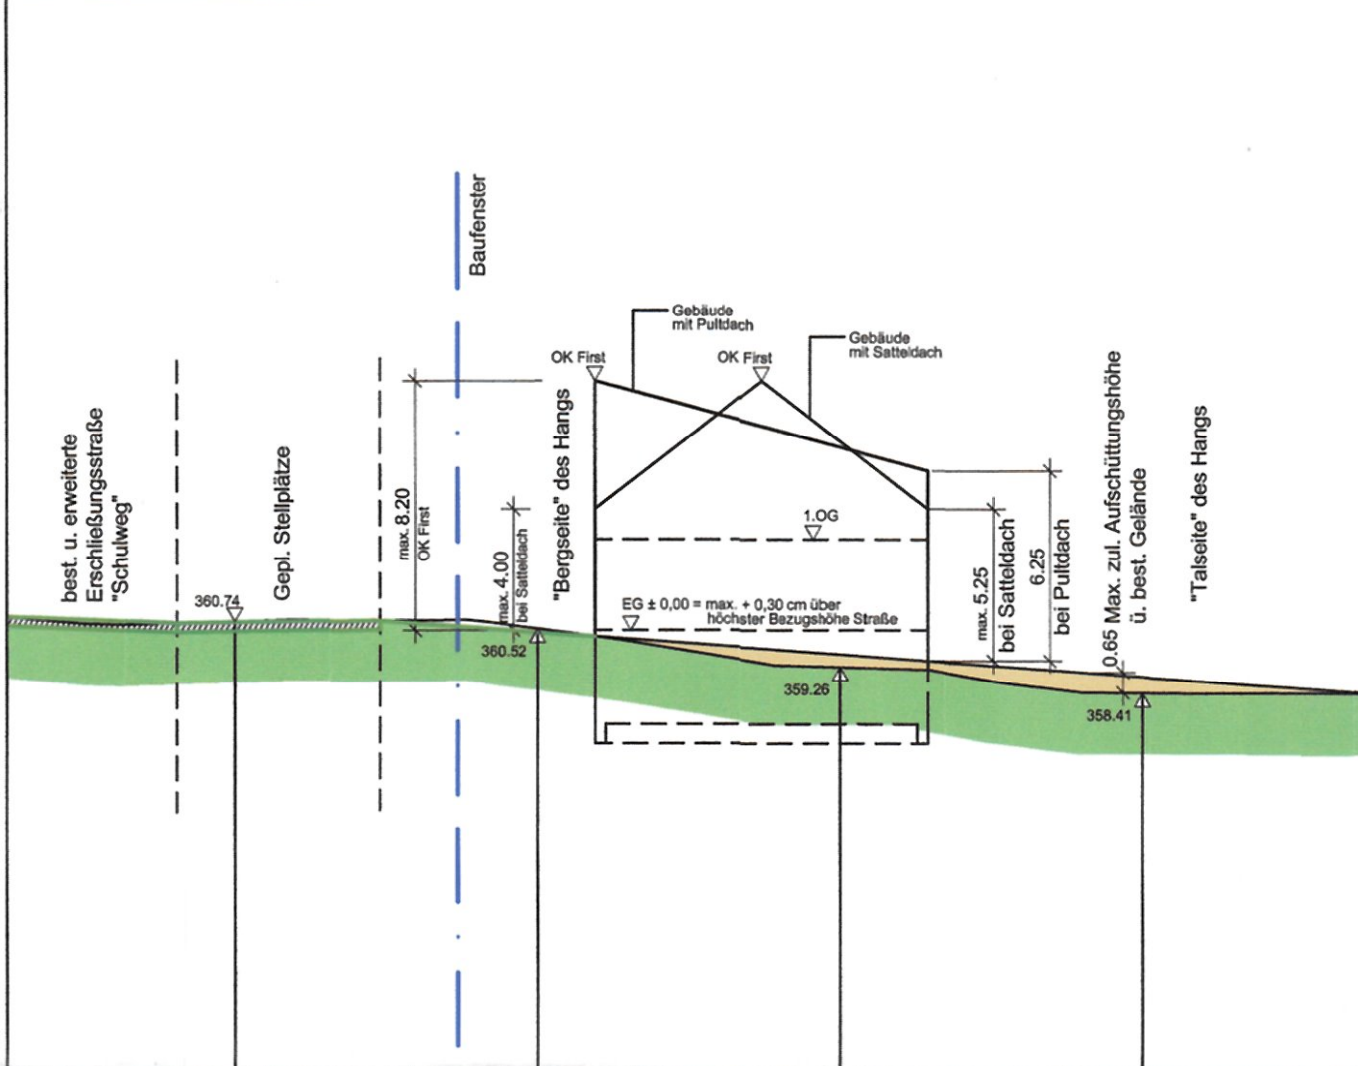 Baufenster
Gebäude
mit Pultdach
Gebäude
mit Satteldach
OK First
OK First
best. u. erweiterte
Erschließungsstraße
"Schulweg"
Gepl. Stellplätze
max. 8.20
OK First
max. 4.00
bei Satteldach
"Bergseite" des Hangs
1.OG
EG ± 0,00 = max. + 0,30 cm über
höchster Bezugshöhe Straße
max. 5.25
bei Satteldach
6.25
bei Pultdach
0.65 Max. zul. Aufschüttungshöhe
ü. best. Gelände
"Talseite" des Hangs
360.74
360.52
359.26
358.41